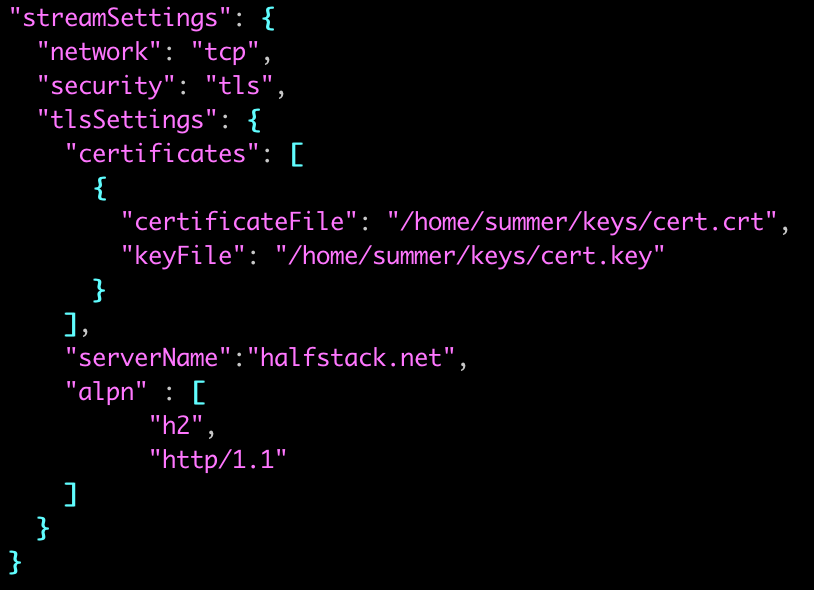 "streamSettings": {
"network": "tcp",
"security": "tls",
"tlsSettings": {
"certificates": [
{
"certificateFile": "/home/summer/keys/cert.crt",
"keyFile": "/home/summer/keys/cert.key"
}
],
"serverName":"halfstack.net",
"alpn" : [
"h2",
"http/1.1"
]
}
}